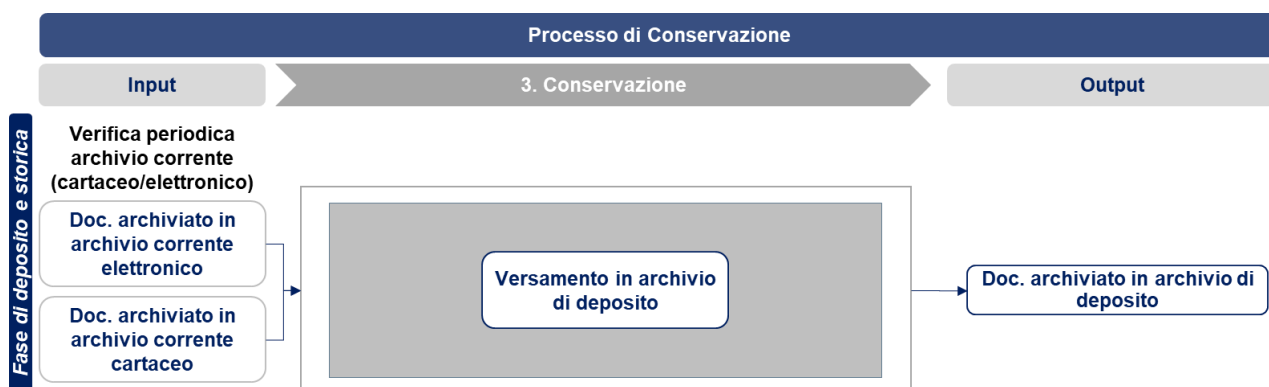 Processo di Conservazione
Input
3. Conservazione
Output
Fase di deposito e storica
Verifica periodica
archivio corrente
(cartaceo/elettronico)
Doc. archiviato in
archivio corrente
elettronico
Doc. archiviato in
archivio corrente
cartaceo
Versamento in archivio
di deposito
Doc. archiviato in archivio di
deposito